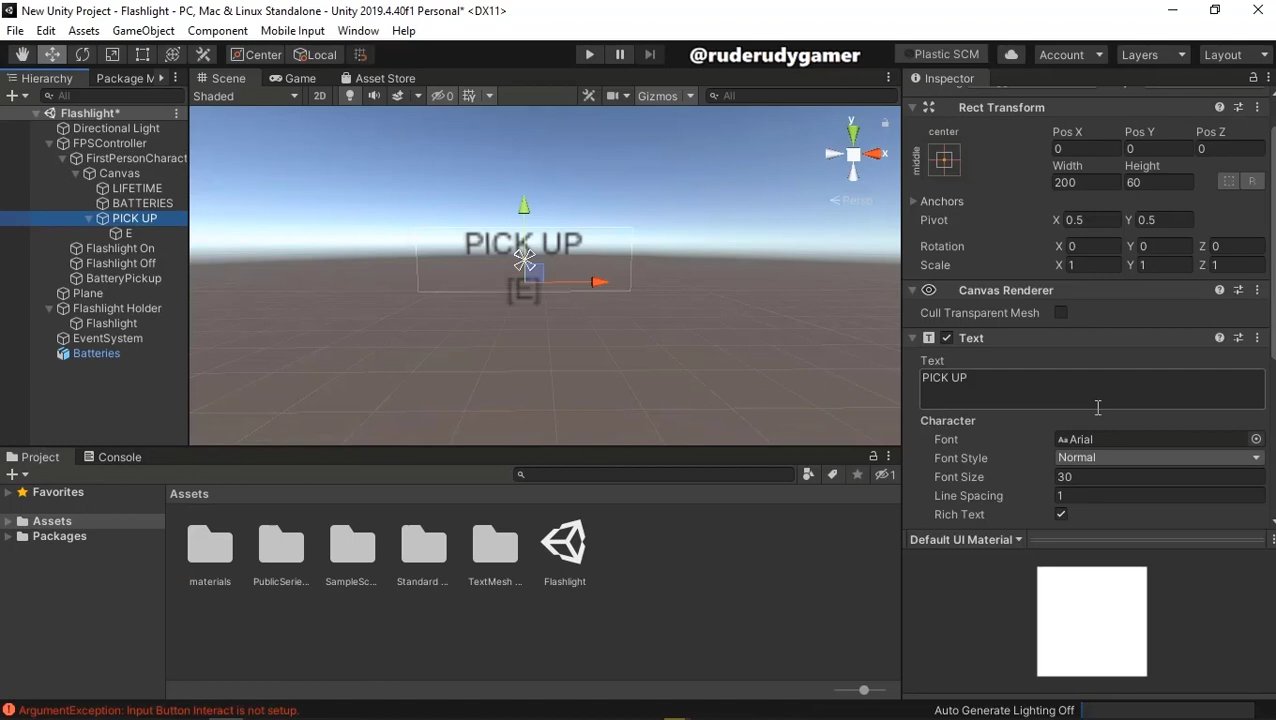 New Unity Project - Flashlight - PC, Mac & Linux Standalone - Unity 2019.4.40f1 Personal* <DX11>
File Edit Assets GameObject Component Mobile Input Window Help
Center Local @ruderudygamer Plastic SCM Account Layers Layout
Hierarchy Package M Scene Game Asset Store Inspector
All Shaded 2D 0 Gizmos All
Flashlight*
Directional Light
FPSController
FirstPersonCharact
Canvas
LIFETIME
BATTERIES
PICK UP
E
Flashlight On
Flashlight Off
BatteryPickup
Plane
Flashlight Holder
Flashlight
EventSystem
Batteries
y
x
Persp
PICK UP
[E]
Rect Transform
center Pos X Pos Y Pos Z
middle 0 0 0
Width Height
200 60
R
Anchors
Pivot X 0.5 Y 0.5
Rotation X 0 Y 0 Z 0
Scale X 1 Y 1 Z 1
Canvas Renderer
Cull Transparent Mesh
T Text
Text
PICK UP
Character
Font Aa Arial
Font Style Normal
Font Size 30
Line Spacing 1
Rich Text
Default UI Material
Project Console
1
Favorites
Assets
Packages
Assets
materials PublicSerie... SampleSc... Standard ... TextMesh ... Flashlight
ArgumentException: Input Button Interact is not setup.
Auto Generate Lighting Off